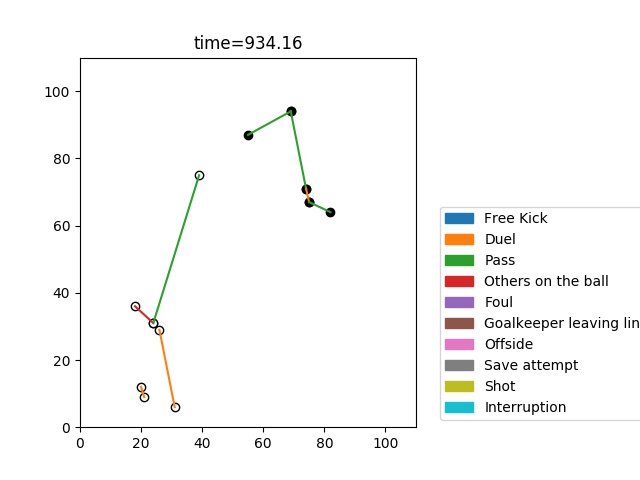 time=934.16
100
80
60
40
20
0
0 20 40 60 80 100
Free Kick
Duel
Pass
Others on the ball
Foul
Goalkeeper leaving lin
Offside
Save attempt
Shot
Interruption